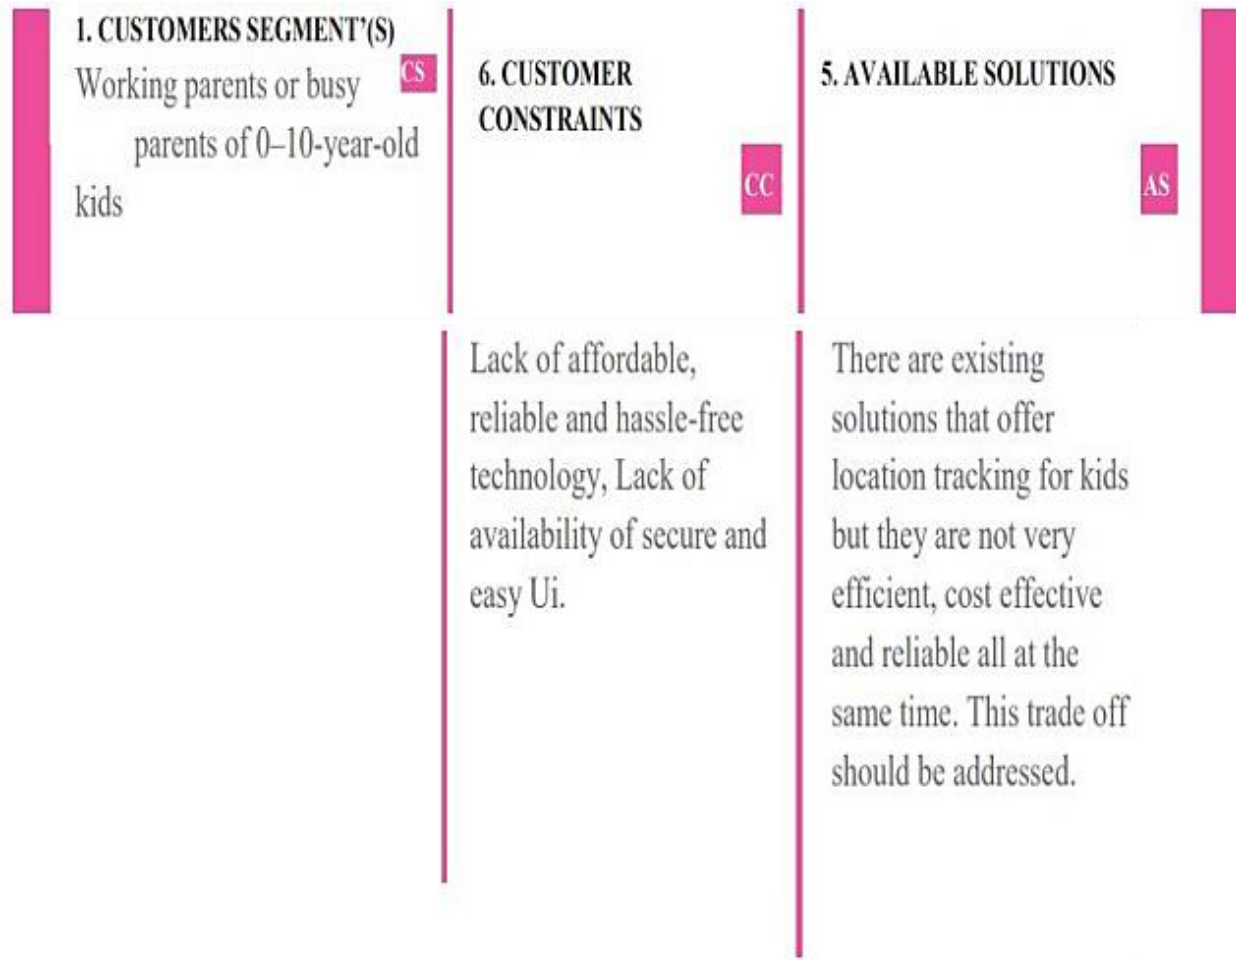 1. CUSTOMERS SEGMENT'(S)
CS
Working parents or busy
parents of 0–10-year-old
kids
6. CUSTOMER
CONSTRAINTS
CC
5. AVAILABLE SOLUTIONS
AS
Lack of affordable,
reliable and hassle-free
technology, Lack of
availability of secure and
easy Ui.
There are existing
solutions that offer
location tracking for kids
but they are not very
efficient, cost effective
and reliable all at the
same time. This trade off
should be addressed.